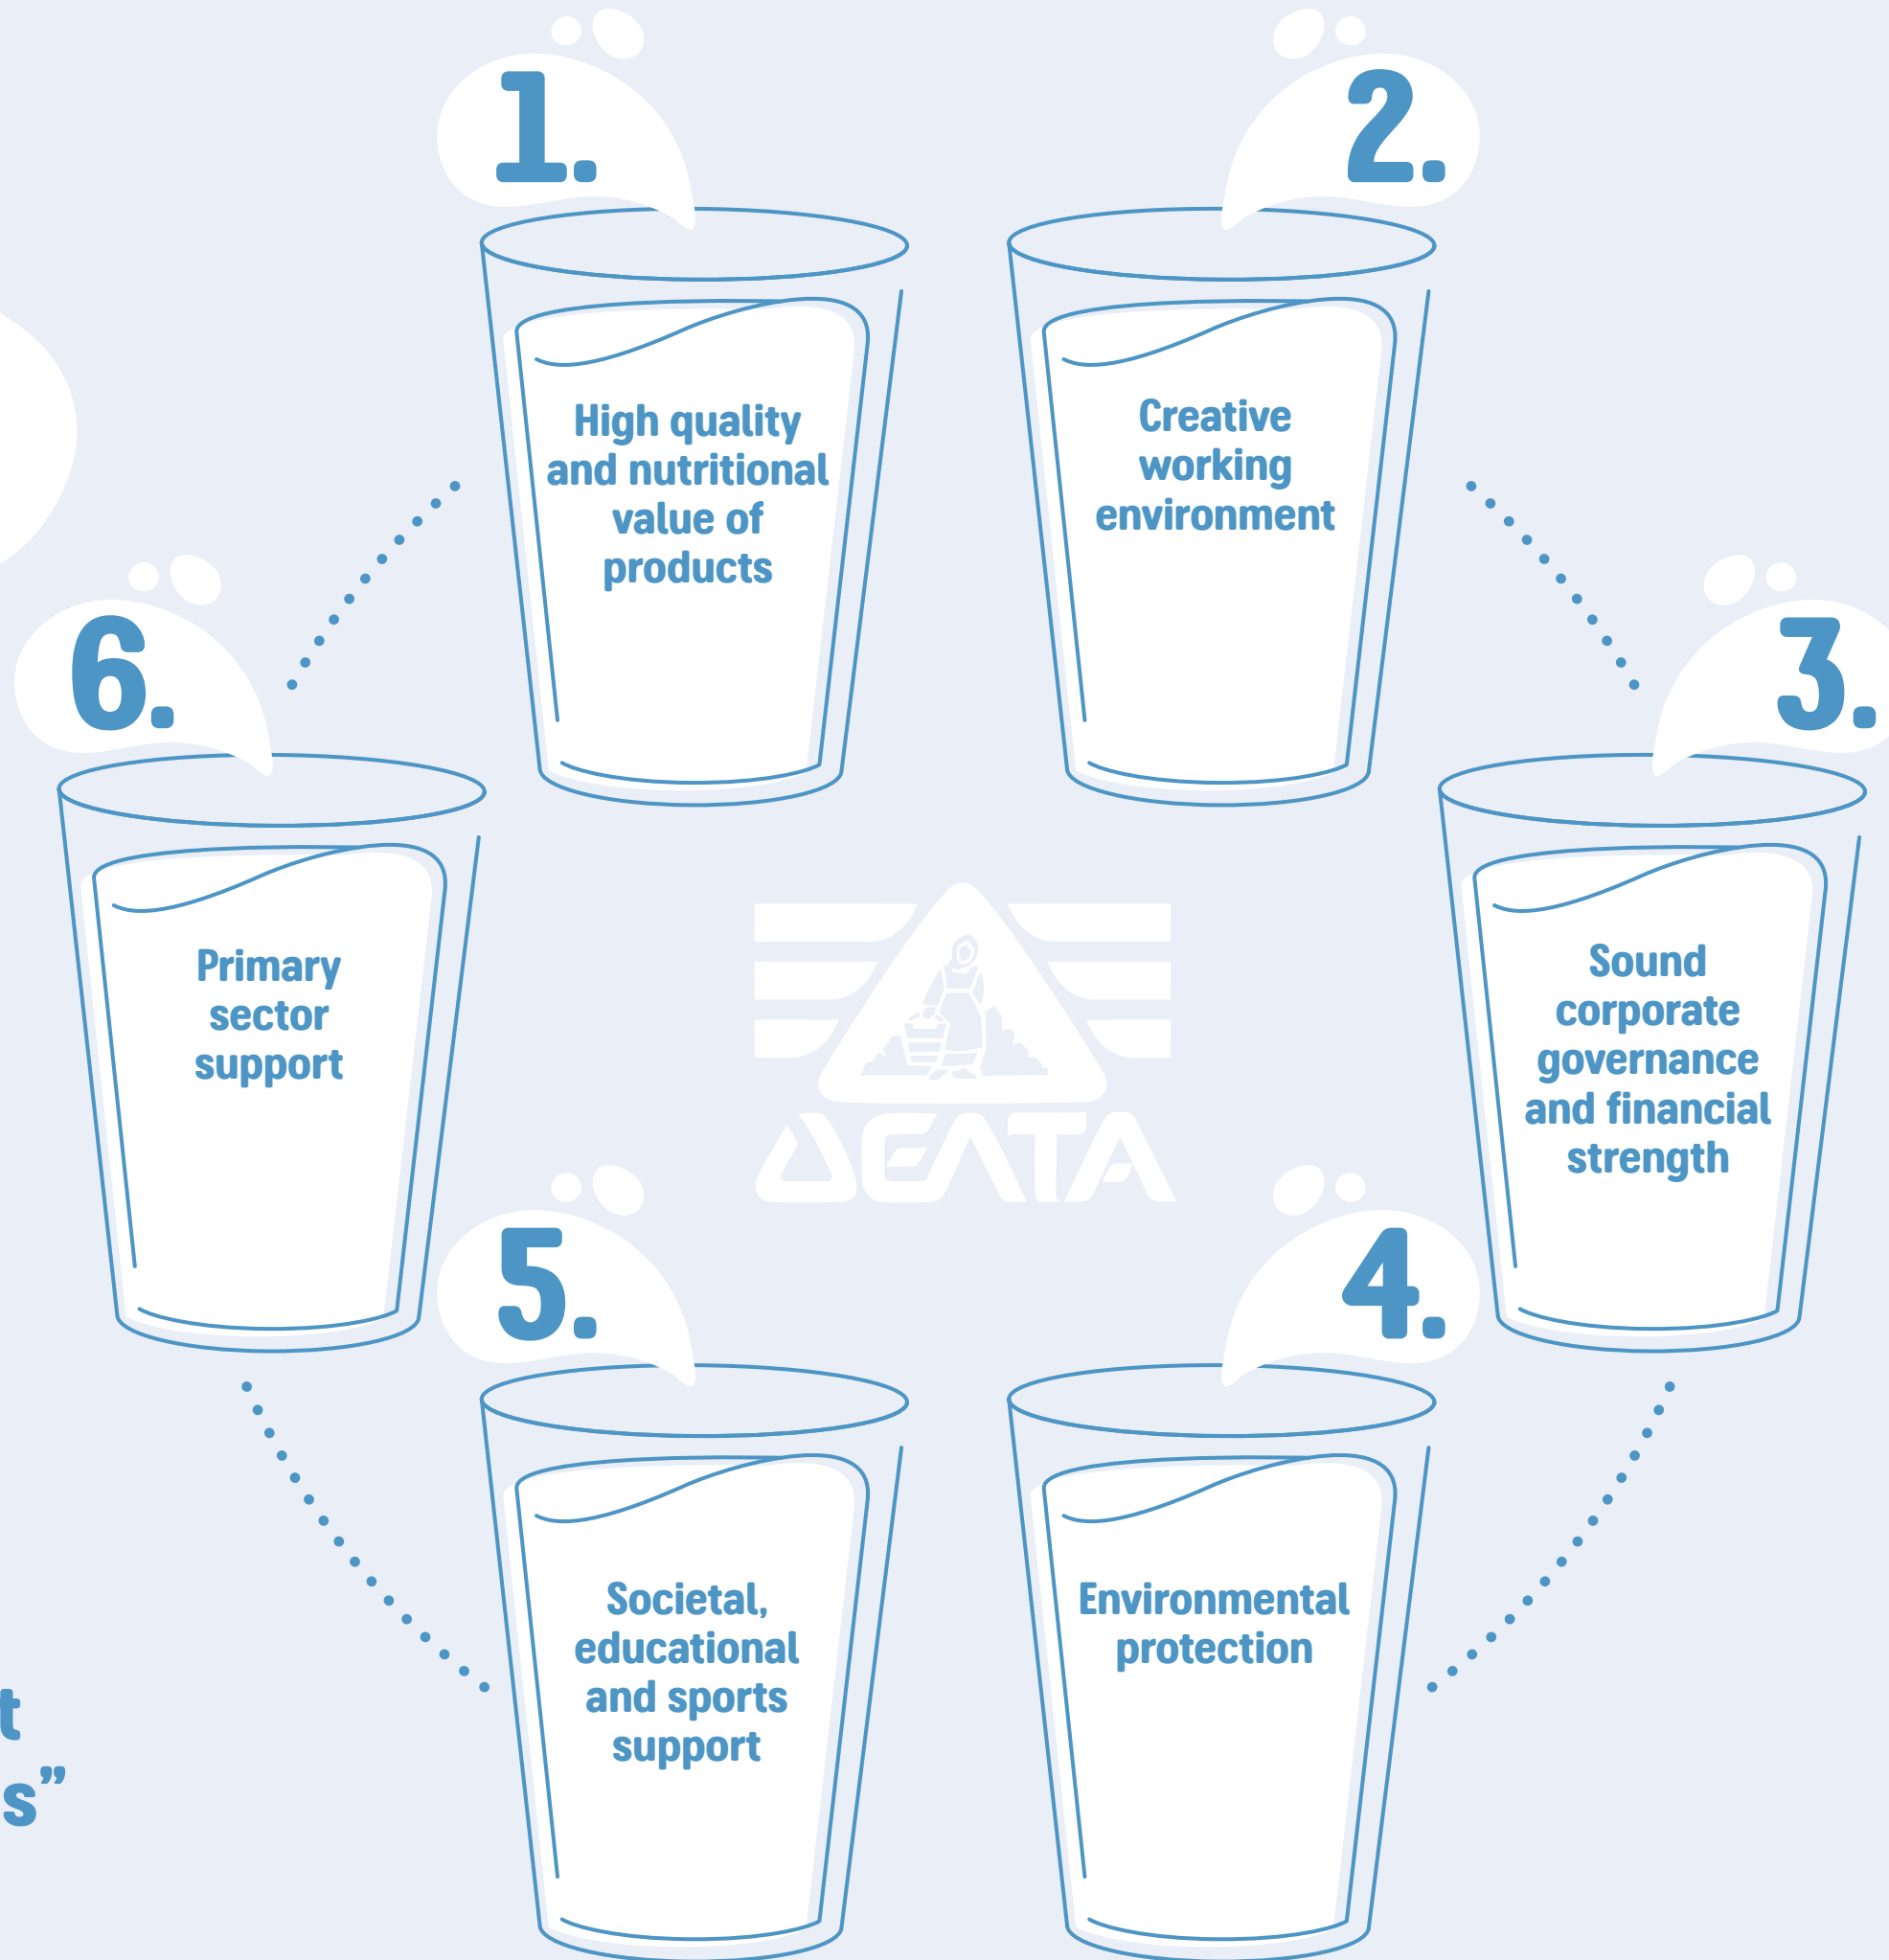 1.
High quality
and nutritional
value of
products
2.
Creative
working
environment
3.
Sound
corporate
governance
and financial
strength
4.
Environmental
protection
5.
Societal,
educational
and sports
support
6.
Primary
sector
support
ΔΕΛΤΑ
t
s”